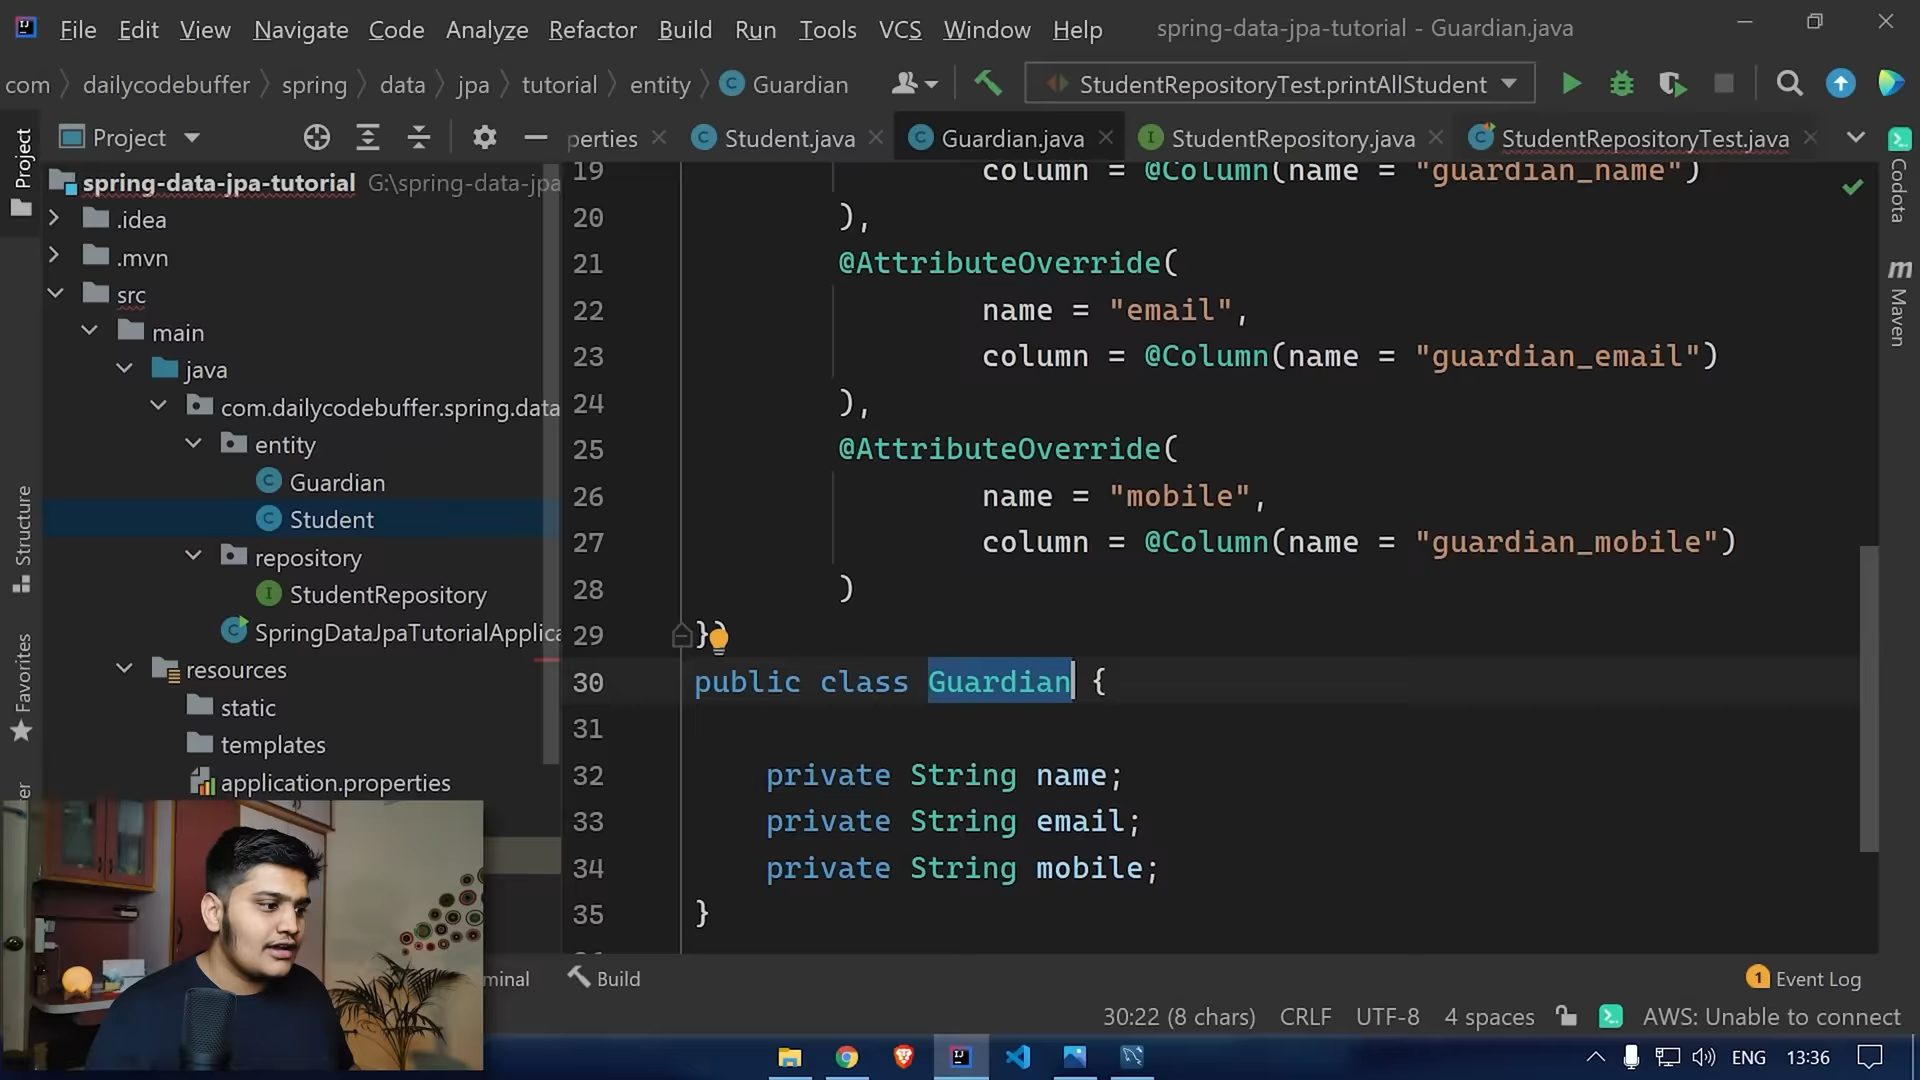 File Edit View Navigate Code Analyze Refactor Build Run Tools VCS Window Help spring-data-jpa-tutorial - Guardian.java
com dailycodebuffer spring data jpa tutorial entity Guardian StudentRepositoryTest.printAllStudent
Project perties Student.java Guardian.java StudentRepository.java StudentRepositoryTest.java
Project
Structure
Favorites
er
spring-data-jpa-tutorial G:\spring-data-jpa
.idea
.mvn
src
main
java
com.dailycodebuffer.spring.data
entity
Guardian
Student
repository
StudentRepository
SpringDataJpaTutorialApplica
resources
static
templates
application.properties
19 column = @Column(name = "guardian_name")
20 ),
21 @AttributeOverride(
22 name = "email",
23 column = @Column(name = "guardian_email")
24 ),
25 @AttributeOverride(
26 name = "mobile",
27 column = @Column(name = "guardian_mobile")
28 )
29 })
30 public class Guardian {
31
32 private String name;
33 private String email;
34 private String mobile;
35 }
Codota
Maven
minal Build 1 Event Log
30:22 (8 chars) CRLF UTF-8 4 spaces AWS: Unable to connect
ENG 13:36